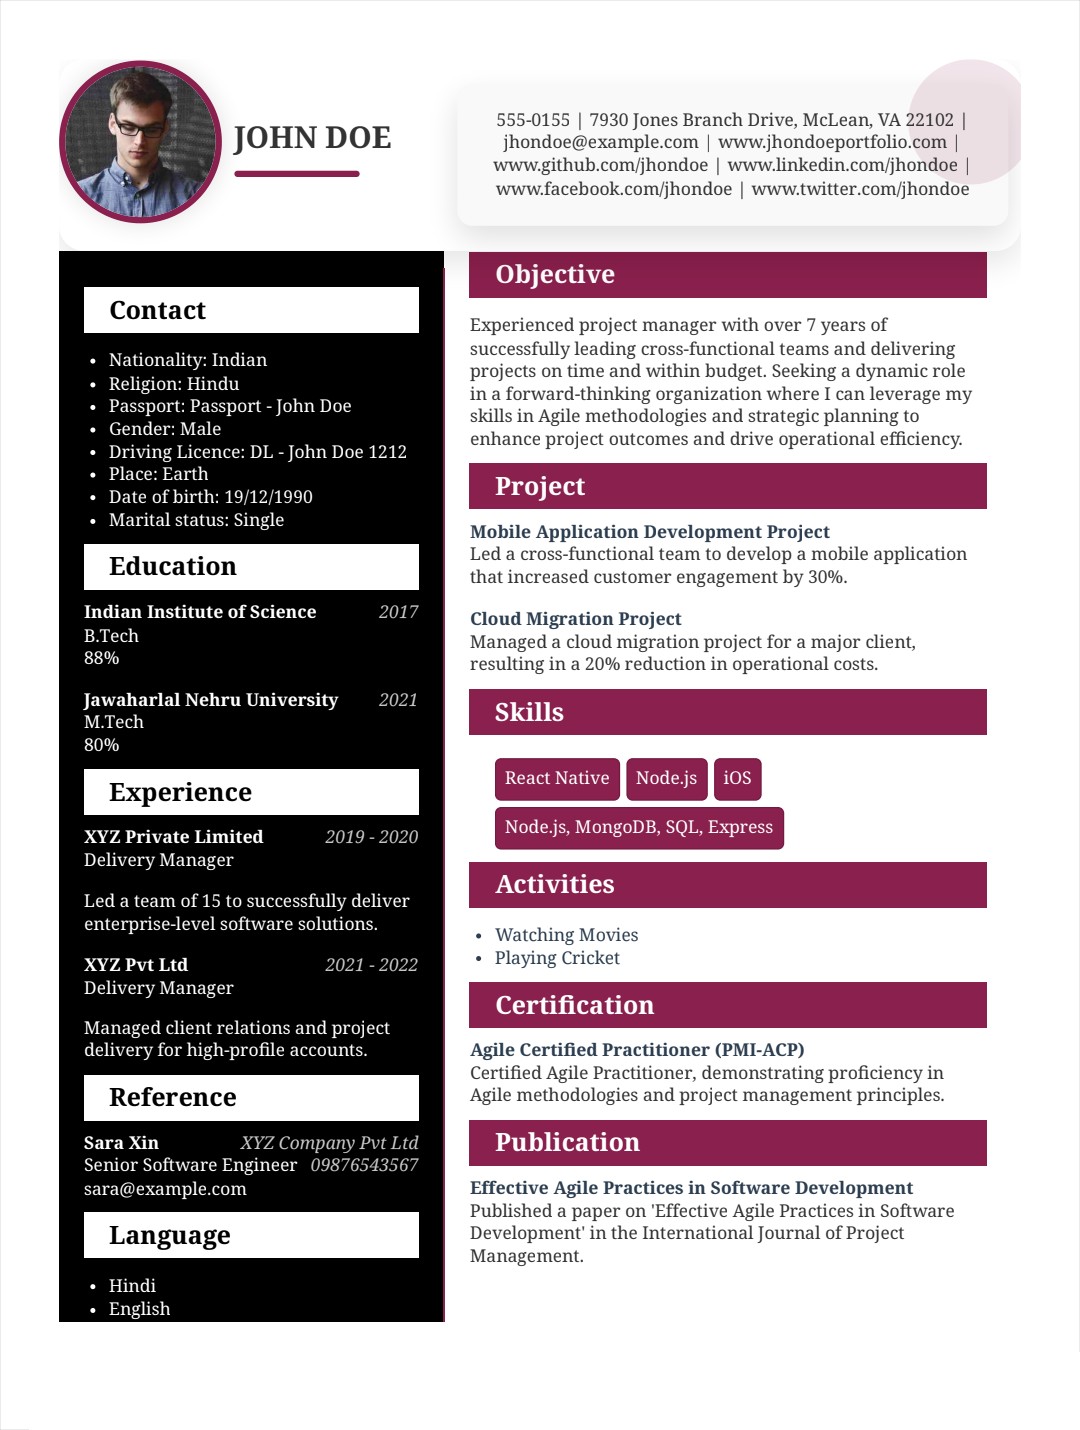 JOHN DOE
555-0155 | 7930 Jones Branch Drive, McLean, VA 22102 |
jhondoe@example.com | www.jhondoeportfolio.com |
www.github.com/jhondoe | www.linkedin.com/jhondoe |
www.facebook.com/jhondoe | www.twitter.com/jhondoe
Contact
• Nationality: Indian
• Religion: Hindu
• Passport: Passport - John Doe
• Gender: Male
• Driving Licence: DL - John Doe 1212
• Place: Earth
• Date of birth: 19/12/1990
• Marital status: Single
Education
Indian Institute of Science 2017
B.Tech
88%
Jawaharlal Nehru University 2021
M.Tech
80%
Experience
XYZ Private Limited 2019 - 2020
Delivery Manager
Led a team of 15 to successfully deliver
enterprise-level software solutions.
XYZ Pvt Ltd 2021 - 2022
Delivery Manager
Managed client relations and project
delivery for high-profile accounts.
Reference
Sara Xin XYZ Company Pvt Ltd
Senior Software Engineer 09876543567
sara@example.com
Language
• Hindi
• English
Objective
Experienced project manager with over 7 years of
successfully leading cross-functional teams and delivering
projects on time and within budget. Seeking a dynamic role
in a forward-thinking organization where I can leverage my
skills in Agile methodologies and strategic planning to
enhance project outcomes and drive operational efficiency.
Project
Mobile Application Development Project
Led a cross-functional team to develop a mobile application
that increased customer engagement by 30%.
Cloud Migration Project
Managed a cloud migration project for a major client,
resulting in a 20% reduction in operational costs.
Skills
React Native Node.js iOS
Node.js, MongoDB, SQL, Express
Activities
• Watching Movies
• Playing Cricket
Certification
Agile Certified Practitioner (PMI-ACP)
Certified Agile Practitioner, demonstrating proficiency in
Agile methodologies and project management principles.
Publication
Effective Agile Practices in Software Development
Published a paper on 'Effective Agile Practices in Software
Development' in the International Journal of Project
Management.